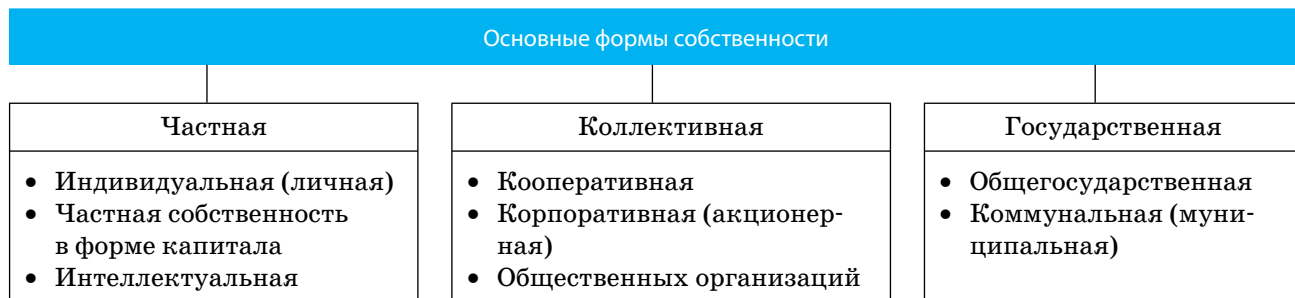 Основные формы собственности
Частная
• Индивидуальная (личная)
• Частная собственность
в форме капитала
• Интеллектуальная
Коллективная
• Кооперативная
• Корпоративная (акционер-
ная)
• Общественных организаций
Государственная
• Общегосударственная
• Коммунальная (муни-
ципальная)